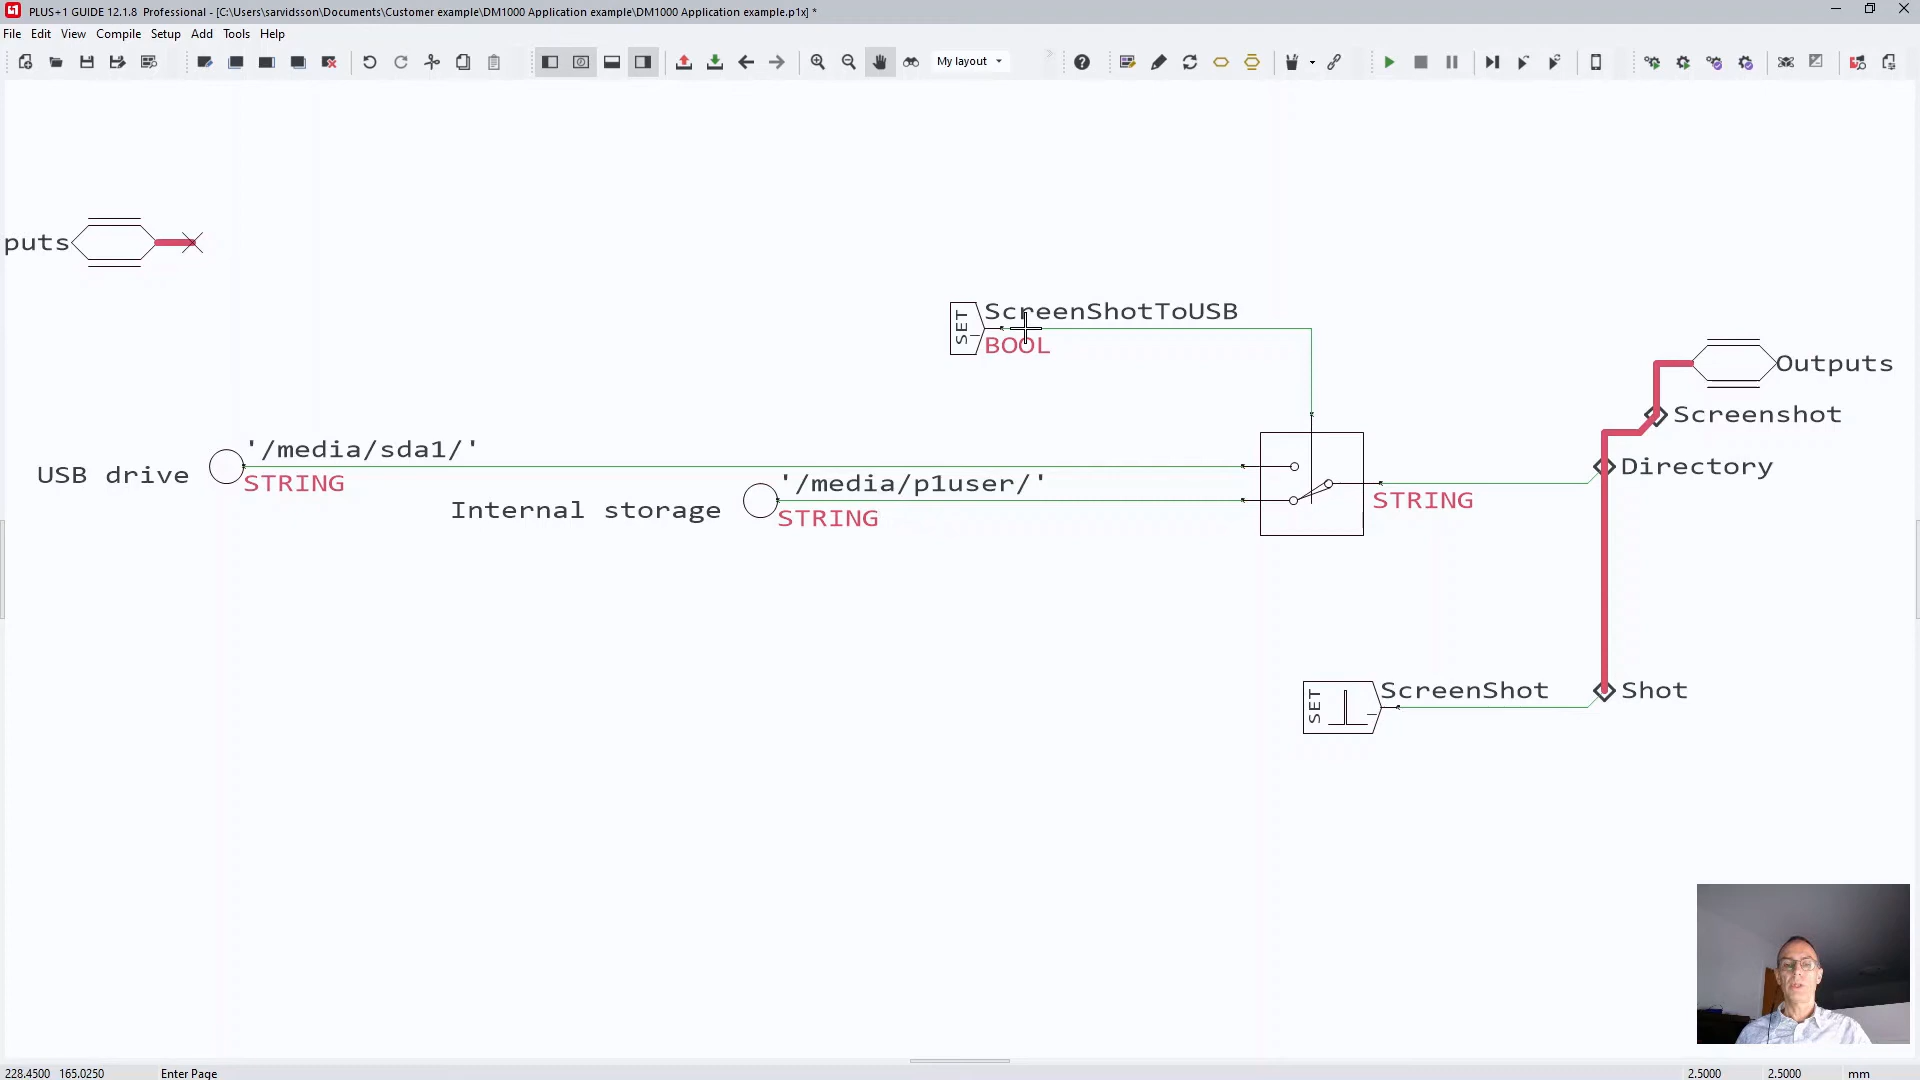 PLUS+1 GUIDE 12.1.8 Professional - [C:\Users\sarvidsson\Documents\Customer example\DM1000 Application example\DM1000 Application example.p1x] *
File Edit View Compile Setup Add Tools Help
My layout
puts
SET
ScreenShotToUSB
BOOL
Outputs
Screenshot
USB drive
'/media/sda1/'
STRING
Internal storage
'/media/p1user/'
STRING
STRING
Directory
SET
ScreenShot
Shot
228.4500 165.0250 Enter Page 2.5000 2.5000 mm